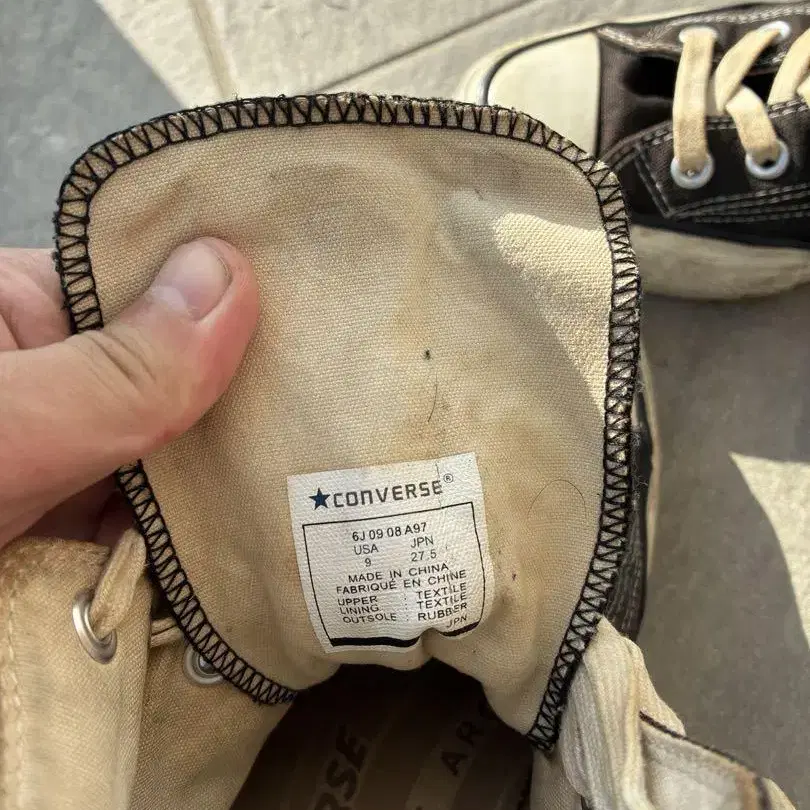 ★CONVERSE®
6J 09 08 A97
USA JPN
9 27.5
MADE IN CHINA
FABRIQUÉ EN CHINE
UPPER : TEXTILE
LINING : TEXTILE
OUTSOLE : RUBBER
JPN